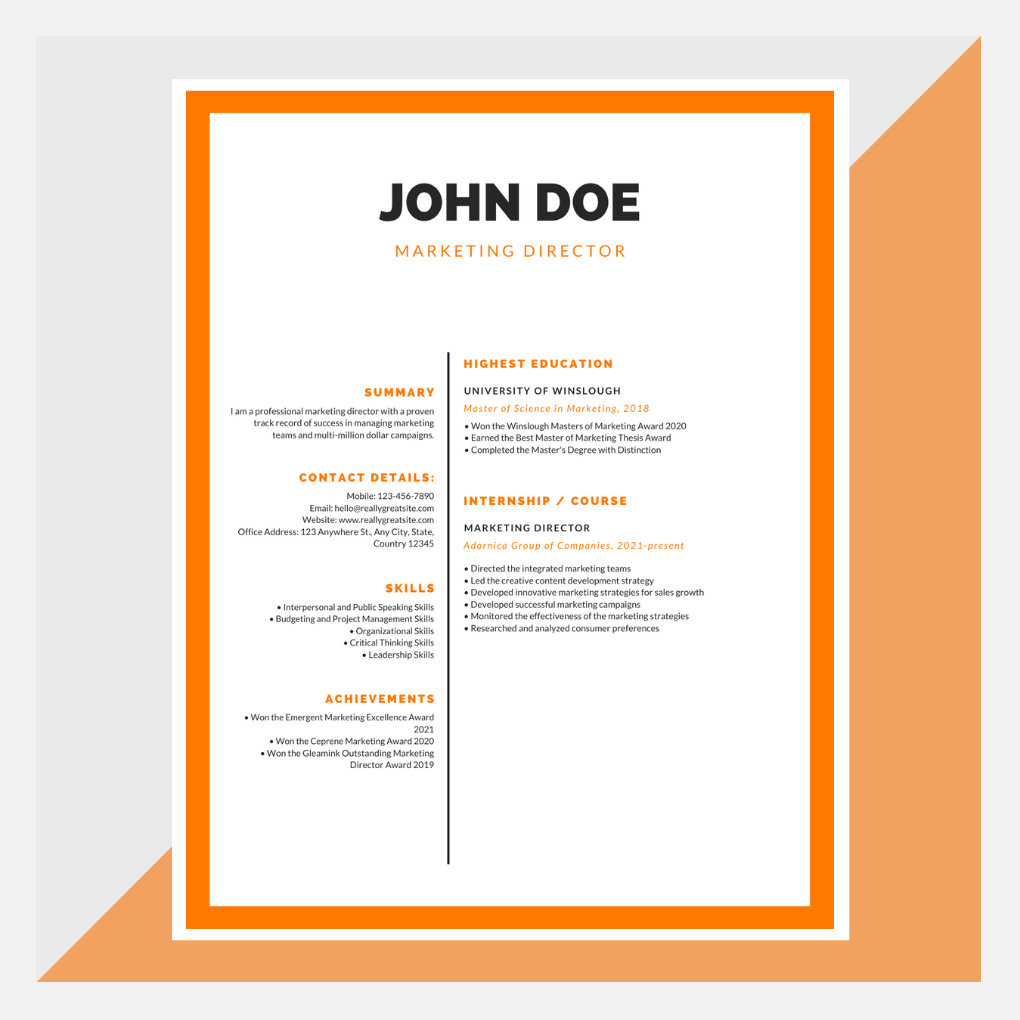 JOHN DOE
MARKETING DIRECTOR
SUMMARY
I am a professional marketing director with a proven
track record of success in managing marketing
teams and multi-million dollar campaigns.
CONTACT DETAILS:
Mobile: 123-456-7890
Email: hello@reallygreatsite.com
Website: www.reallygreatsite.com
Office Address: 123 Anywhere St., Any City, State,
Country 12345
SKILLS
• Interpersonal and Public Speaking Skills
• Budgeting and Project Management Skills
• Organizational Skills
• Critical Thinking Skills
• Leadership Skills
ACHIEVEMENTS
• Won the Emergent Marketing Excellence Award
2021
• Won the Ceprene Marketing Award 2020
• Won the Gleamink Outstanding Marketing
Director Award 2019
HIGHEST EDUCATION
UNIVERSITY OF WINSLOUGH
Master of Science in Marketing, 2018
• Won the Winslough Masters of Marketing Award 2020
• Earned the Best Master of Marketing Thesis Award
• Completed the Master's Degree with Distinction
INTERNSHIP / COURSE
MARKETING DIRECTOR
Adornica Group of Companies, 2021-present
• Directed the integrated marketing teams
• Led the creative content development strategy
• Developed innovative marketing strategies for sales growth
• Developed successful marketing campaigns
• Monitored the effectiveness of the marketing strategies
• Researched and analyzed consumer preferences